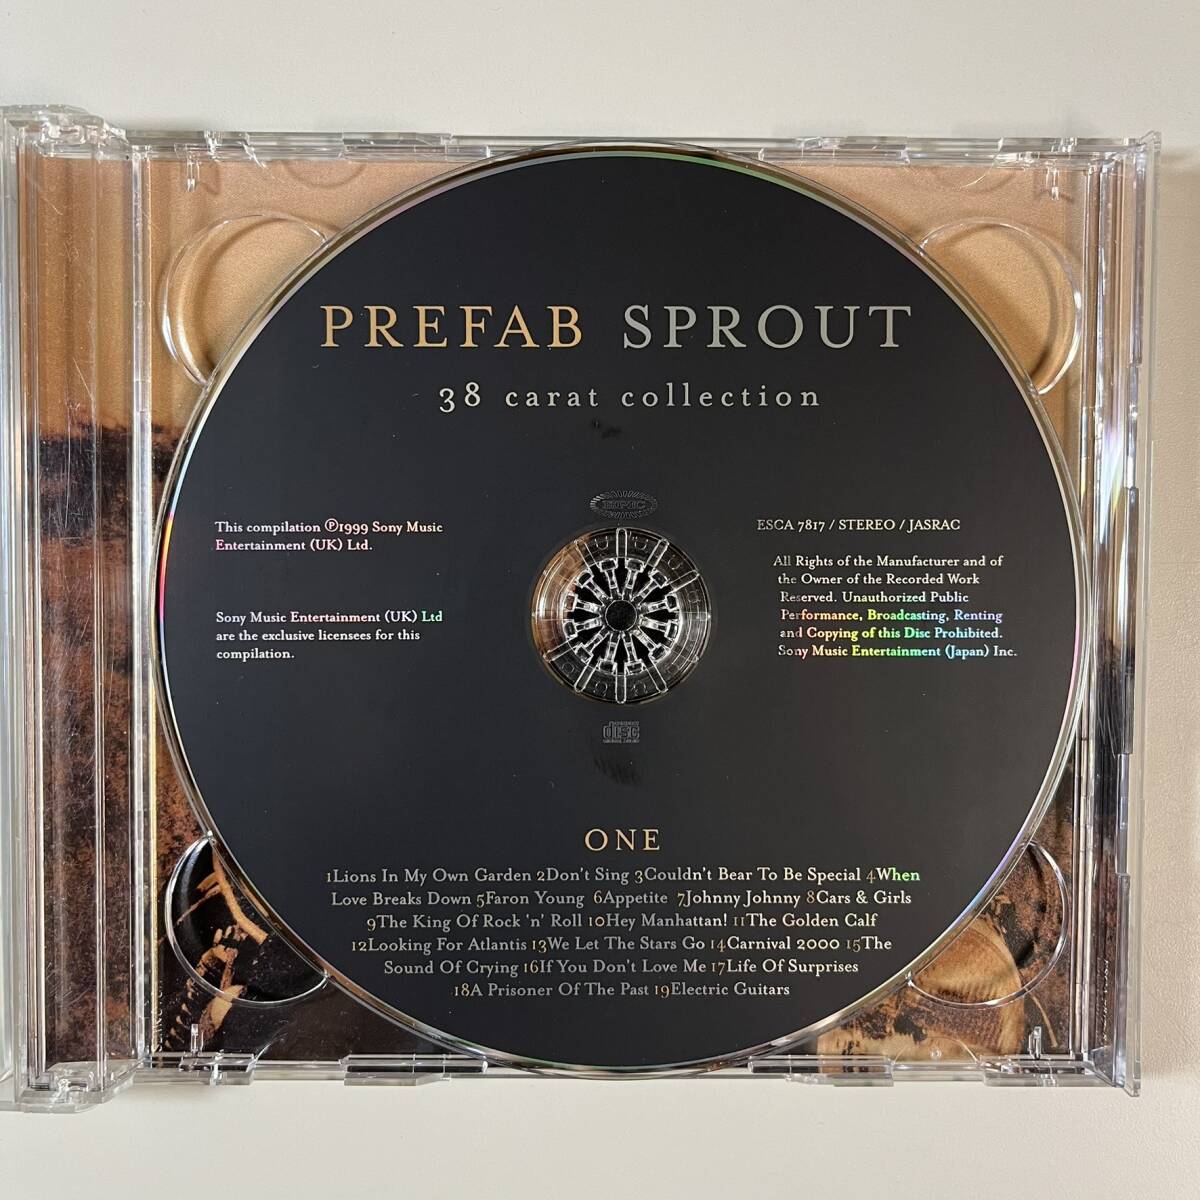 PREFAB SPROUT
38 carat collection
EPIC
This compilation Ⓟ1999 Sony Music
Entertainment (UK) Ltd.
Sony Music Entertainment (UK) Ltd
are the exclusive licensees for this
compilation.
ESCA 7817 / STEREO / JASRAC
All Rights of the Manufacturer and of
the Owner of the Recorded Work
Reserved. Unauthorized Public
Performance, Broadcasting, Renting
and Copying of this Disc Prohibited.
Sony Music Entertainment (Japan) Inc.
disc
ONE
1Lions In My Own Garden 2Don't Sing 3Couldn't Bear To Be Special 4When
Love Breaks Down 5Faron Young 6Appetite 7Johnny Johnny 8Cars & Girls
9The King Of Rock 'n' Roll 10Hey Manhattan! 11The Golden Calf
12Looking For Atlantis 13We Let The Stars Go 14Carnival 2000 15The
Sound Of Crying 16If You Don't Love Me 17Life Of Surprises
18A Prisoner Of The Past 19Electric Guitars